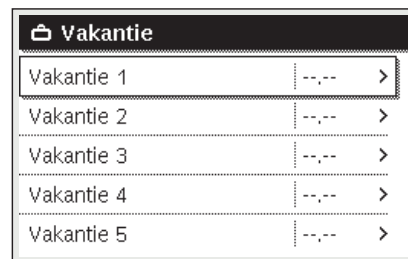 Vakantie
Vakantie 1 --.-- >
Vakantie 2 --.-- >
Vakantie 3 --.-- >
Vakantie 4 --.-- >
Vakantie 5 --.-- >